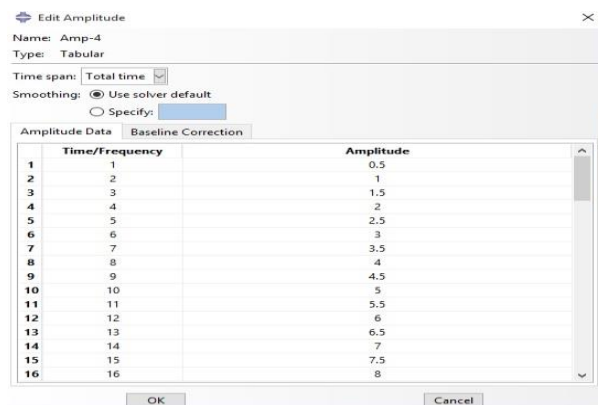 Edit Amplitude
Name: Amp-4
Type: Tabular
Time span: Total time
Smoothing: Use solver default
Specify:
Amplitude Data Baseline Correction
Time/Frequency Amplitude
1 1 0.5
2 2 1
3 3 1.5
4 4 2
5 5 2.5
6 6 3
7 7 3.5
8 8 4
9 9 4.5
10 10 5
11 11 5.5
12 12 6
13 13 6.5
14 14 7
15 15 7.5
16 16 8
OK Cancel